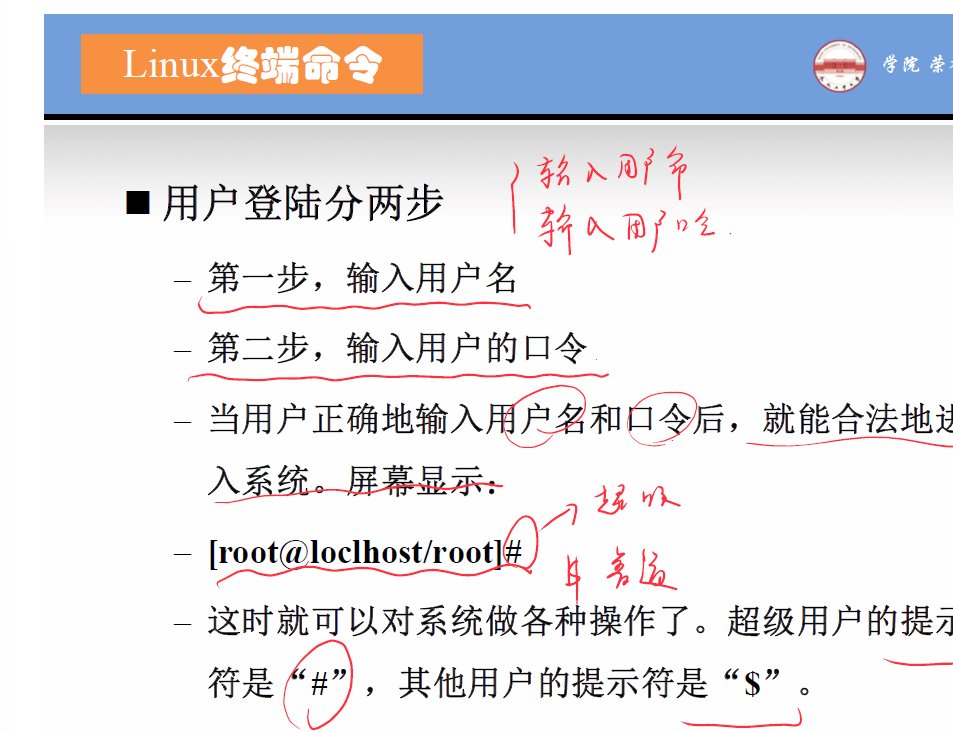 Linux终端命令
学院 荣
■ 用户登陆分两步
输入用户名
输入用户口令
– 第一步，输入用户名
– 第二步，输入用户的口令
– 当用户正确地输入用户名和口令后，就能合法地进
入系统。屏幕显示：
超级
– [root@loclhost/root]#
普通
– 这时就可以对系统做各种操作了。超级用户的提示
符是“#”，其他用户的提示符是“$”。